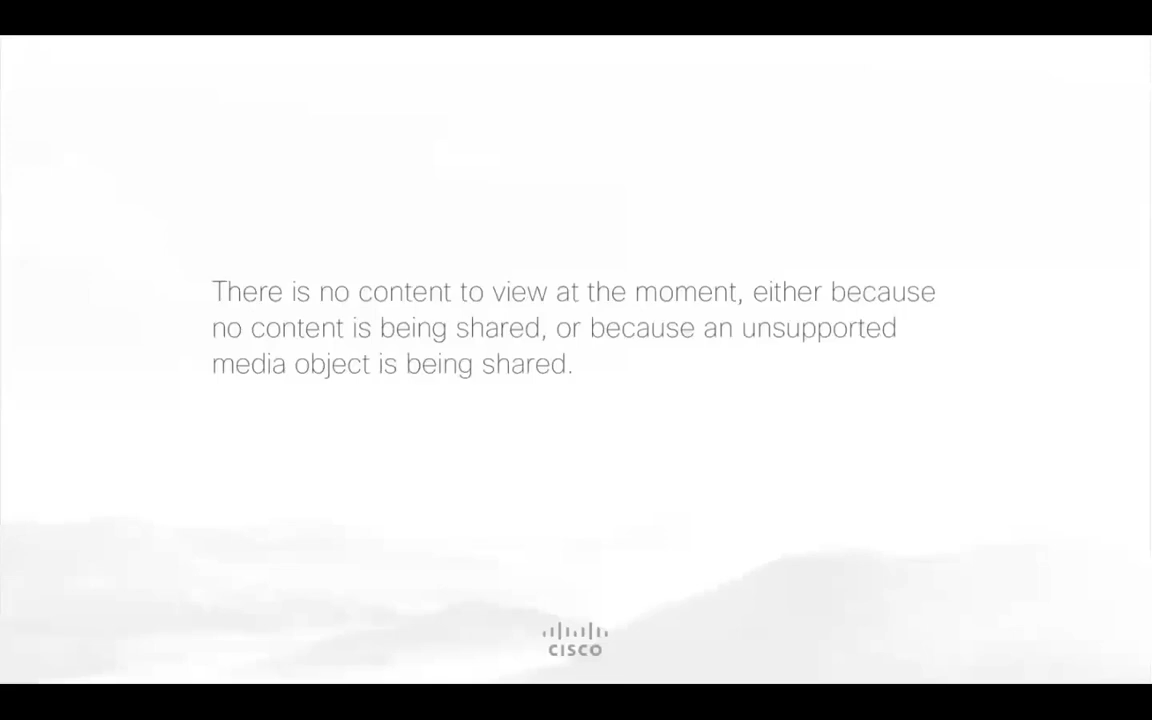 There is no content to view at the moment, either because
no content is being shared, or because an unsupported
media object is being shared.
CISCO